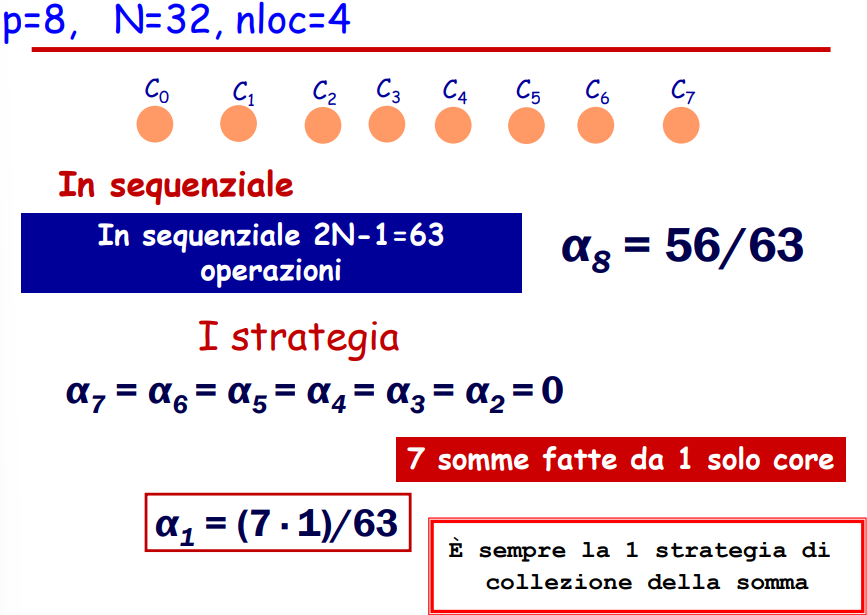 p=8, N=32, nloc=4
C₀ C₁ C₂ C₃ C₄ C₅ C₆ C₇
In sequenziale
In sequenziale 2N-1=63
operazioni
α₈ = 56/63
I strategia
α₇ = α₆ = α₅ = α₄ = α₃ = α₂ = 0
7 somme fatte da 1 solo core
α₁ = (7·1)/63
È sempre la 1 strategia di
collezione della somma